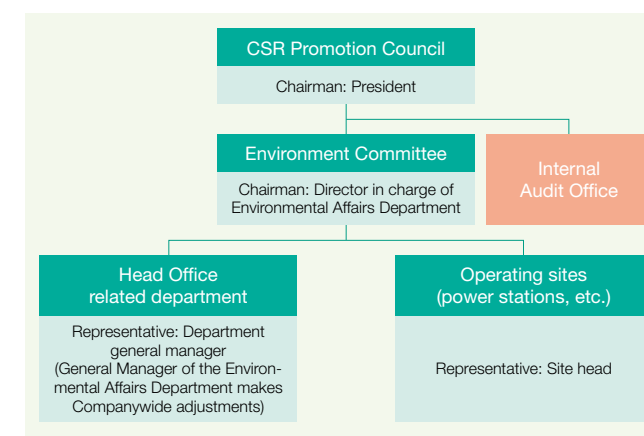 CSR Promotion Council
Chairman: President
Environment Committee
Chairman: Director in charge of
Environmental Affairs Department
Internal
Audit Office
Head Office
related department
Representative: Department
general manager
(General Manager of the Environ-
mental Affairs Department makes
Companywide adjustments)
Operating sites
(power stations, etc.)
Representative: Site head